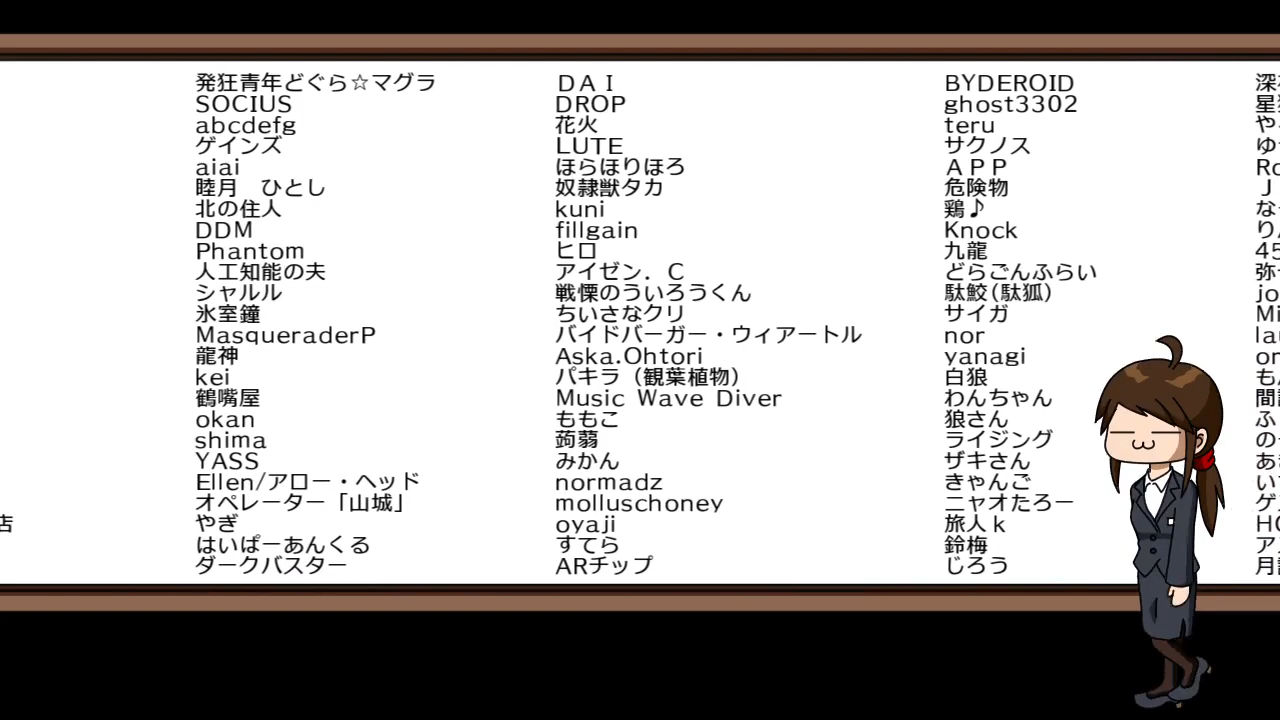 発狂青年どぐら☆マグラ
SOCIUS
abcdefg
ゲインズ
aiai
睦月　ひとし
北の住人
DDM
Phantom
人工知能の夫
シャルル
氷室鐘
MasqueraderP
龍神
kei
鶴嘴屋
okan
shima
YASS
Ellen/アロー・ヘッド
オペレーター「山城」
やぎ
はいぱーあんくる
ダークバスター
ＤＡＩ
DROP
花火
LUTE
ほらほりほろ
奴隷獣タカ
kuni
fillgain
ヒロ
アイゼン．Ｃ
戦慄のういろうくん
ちいさなクリ
バイドバーガー・ウィアートル
Aska.Ohtori
パキラ（観葉植物）
Music Wave Diver
ももこ
蒟蒻
みかん
normadz
molluschoney
oyaji
すてら
ARチップ
BYDEROID
ghost3302
teru
サクノス
ＡＰＰ
危険物
鶏♪
Knock
九龍
どらごんふらい
駄鮫(駄狐)
サイガ
nor
yanagi
白狼
わんちゃん
狼さん
ライジング
ザキさん
きゃんご
ニャオたろー
旅人ｋ
鈴梅
じろう
店